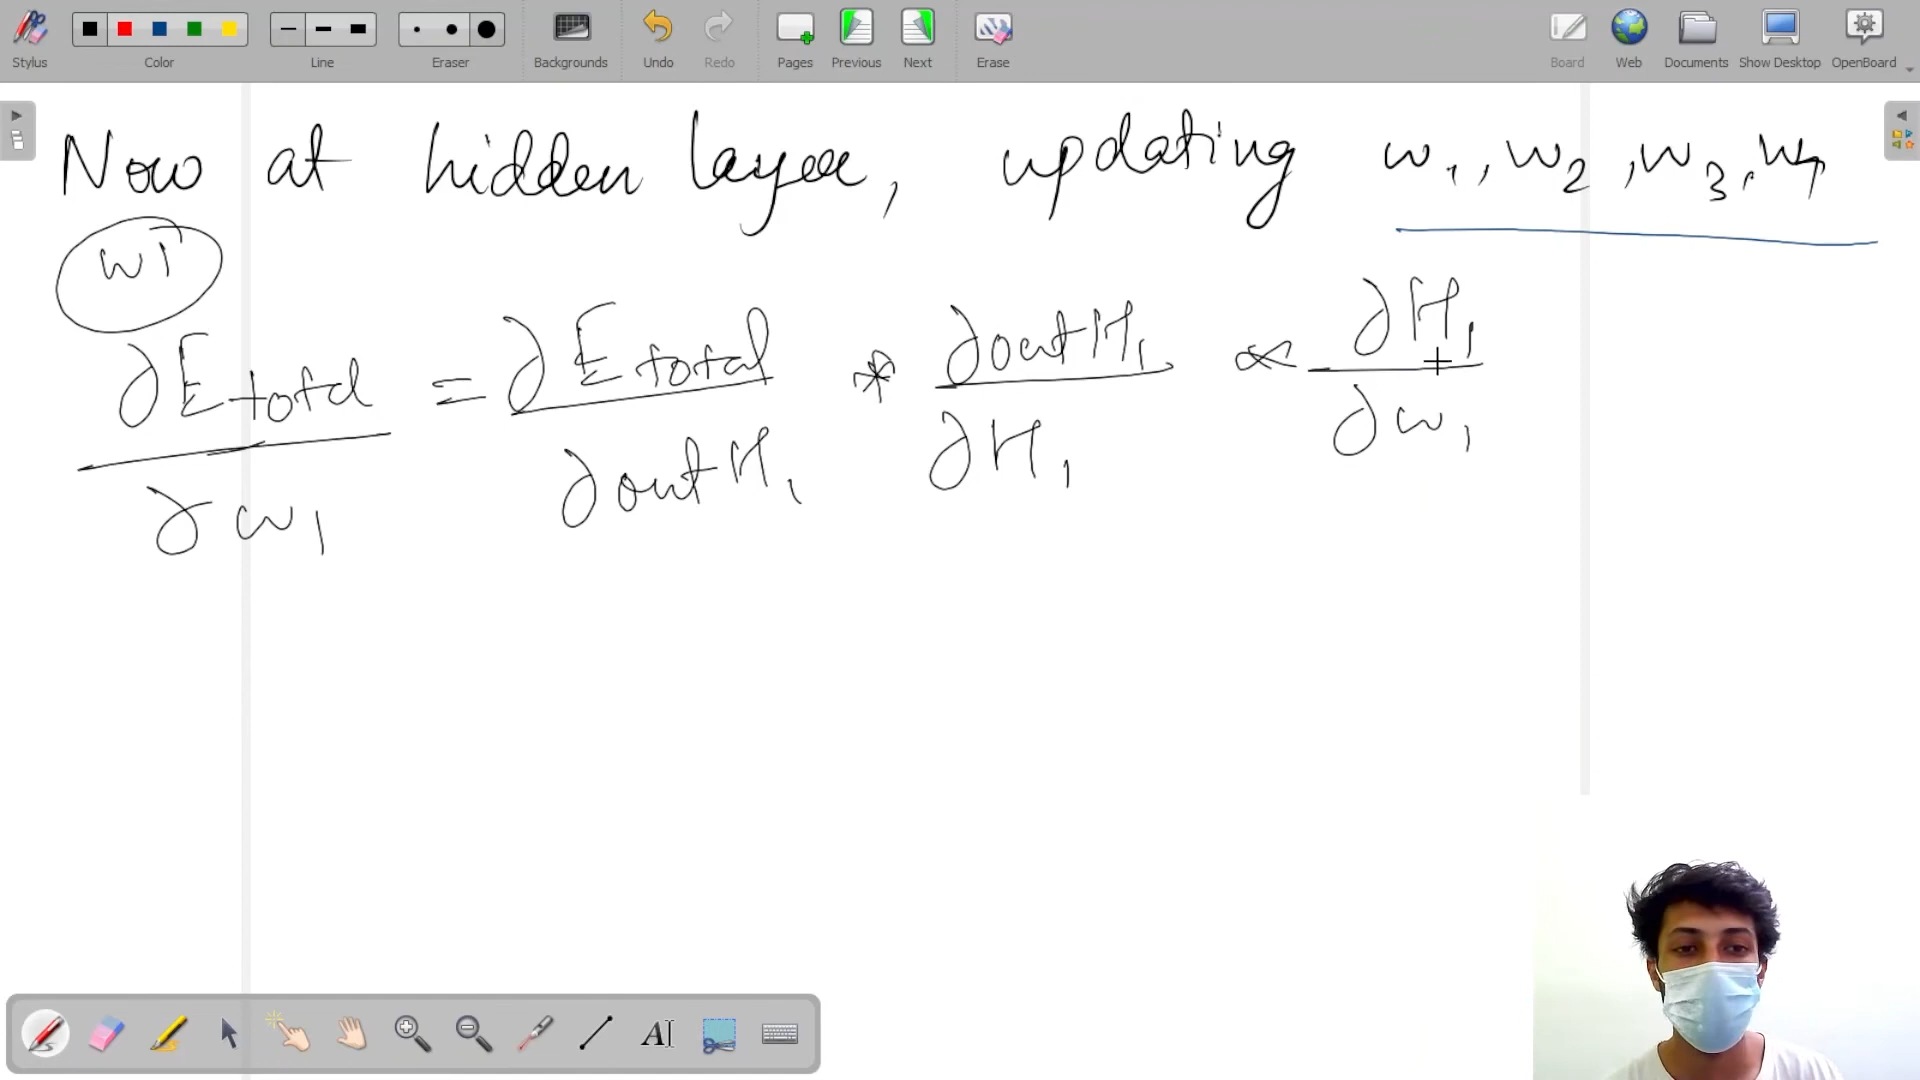 Stylus Color Line Eraser Backgrounds Undo Redo Pages Previous Next Erase Board Web Documents Show Desktop OpenBoard
Now at hidden layer, updating w1, w2, w3, w4
w1
∂Etotal/∂w1 = ∂Etotal/∂outH1 * ∂outH1/∂H1 * ∂H1/∂w1
AI